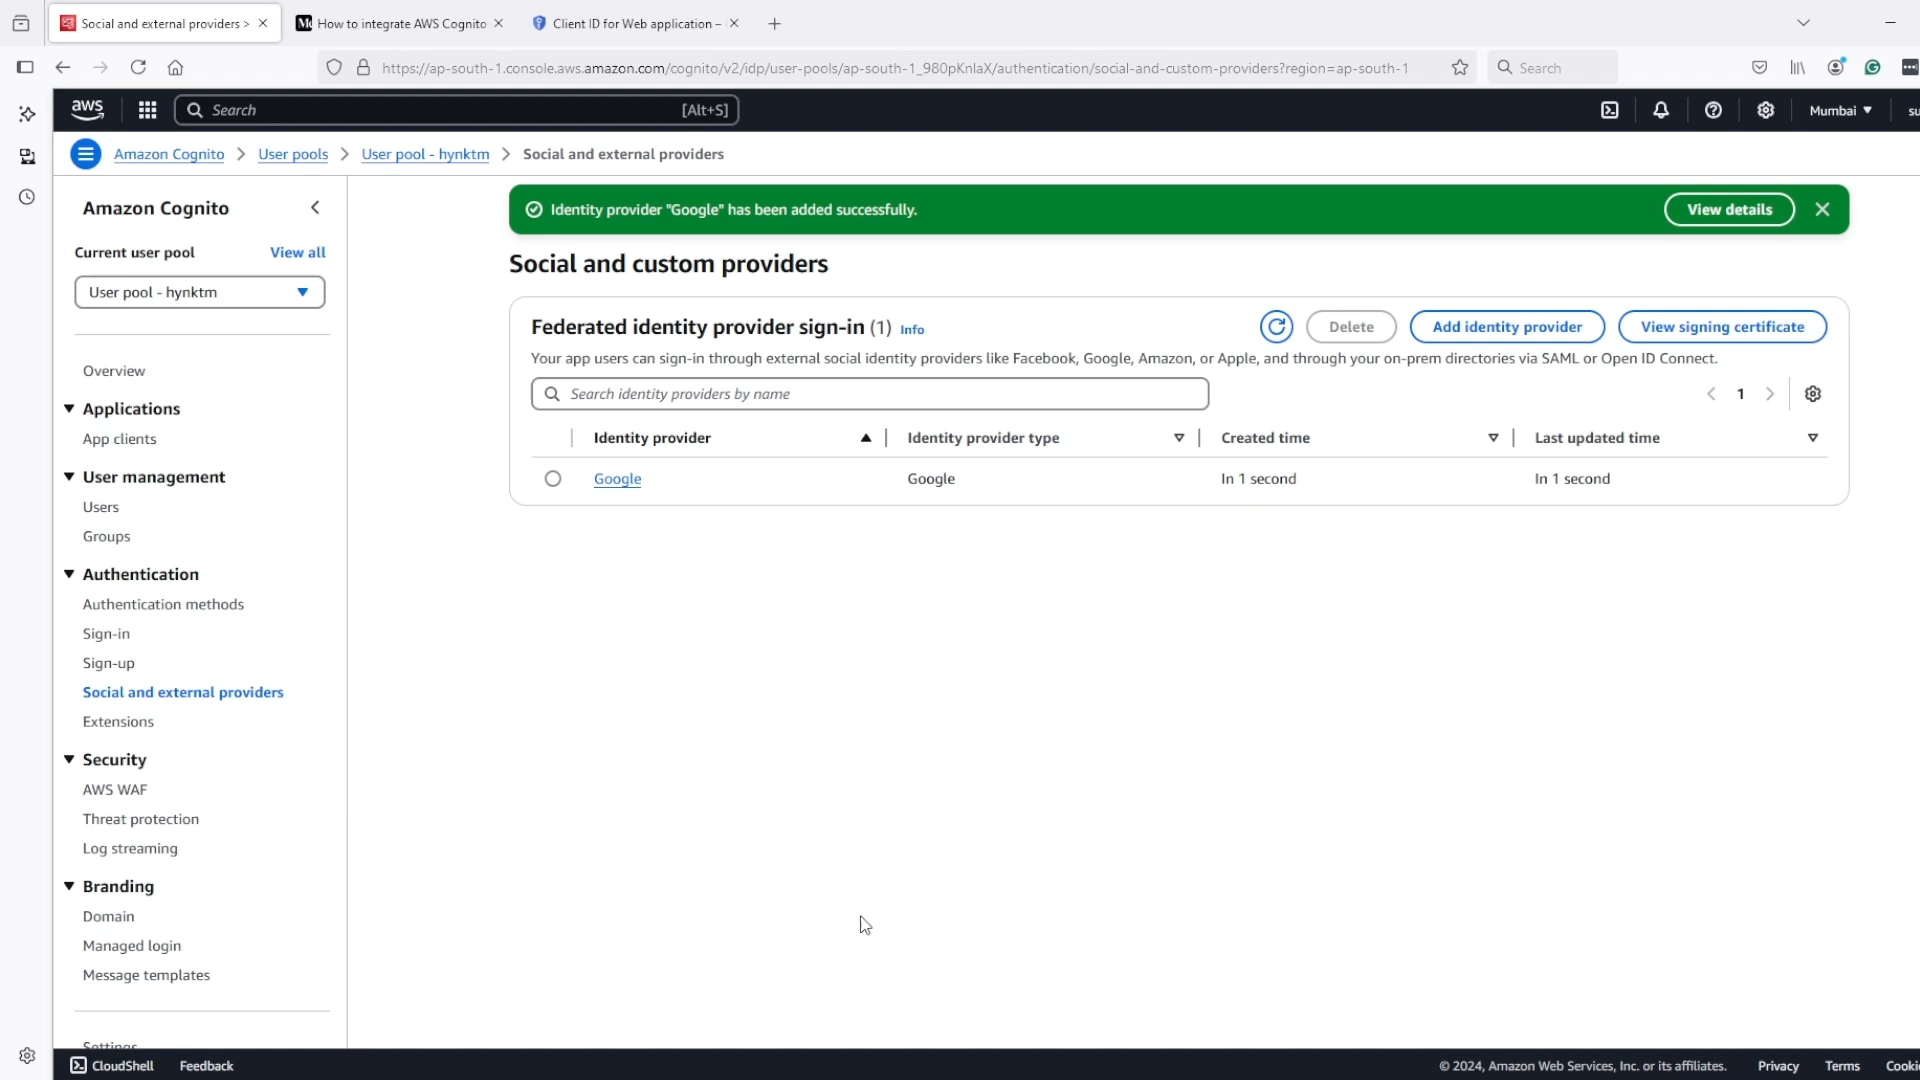 Social and external providers >
How to integrate AWS Cognito
Client ID for Web application –
https://ap-south-1.console.aws.amazon.com/cognito/v2/idp/user-pools/ap-south-1_980pKnlaX/authentication/social-and-custom-providers?region=ap-south-1
Search
aws
Search
[Alt+S]
Mumbai
Amazon Cognito
User pools
User pool - hynktm
Social and external providers
Amazon Cognito
Current user pool
View all
User pool - hynktm
Overview
Applications
App clients
User management
Users
Groups
Authentication
Authentication methods
Sign-in
Sign-up
Social and external providers
Extensions
Security
AWS WAF
Threat protection
Log streaming
Branding
Domain
Managed login
Message templates
Settings
Identity provider "Google" has been added successfully.
View details
Social and custom providers
Federated identity provider sign-in (1) Info
Delete
Add identity provider
View signing certificate
Your app users can sign-in through external social identity providers like Facebook, Google, Amazon, or Apple, and through your on-prem directories via SAML or Open ID Connect.
Search identity providers by name
1
Identity provider
Identity provider type
Created time
Last updated time
Google
Google
In 1 second
In 1 second
CloudShell
Feedback
© 2024, Amazon Web Services, Inc. or its affiliates.
Privacy
Terms